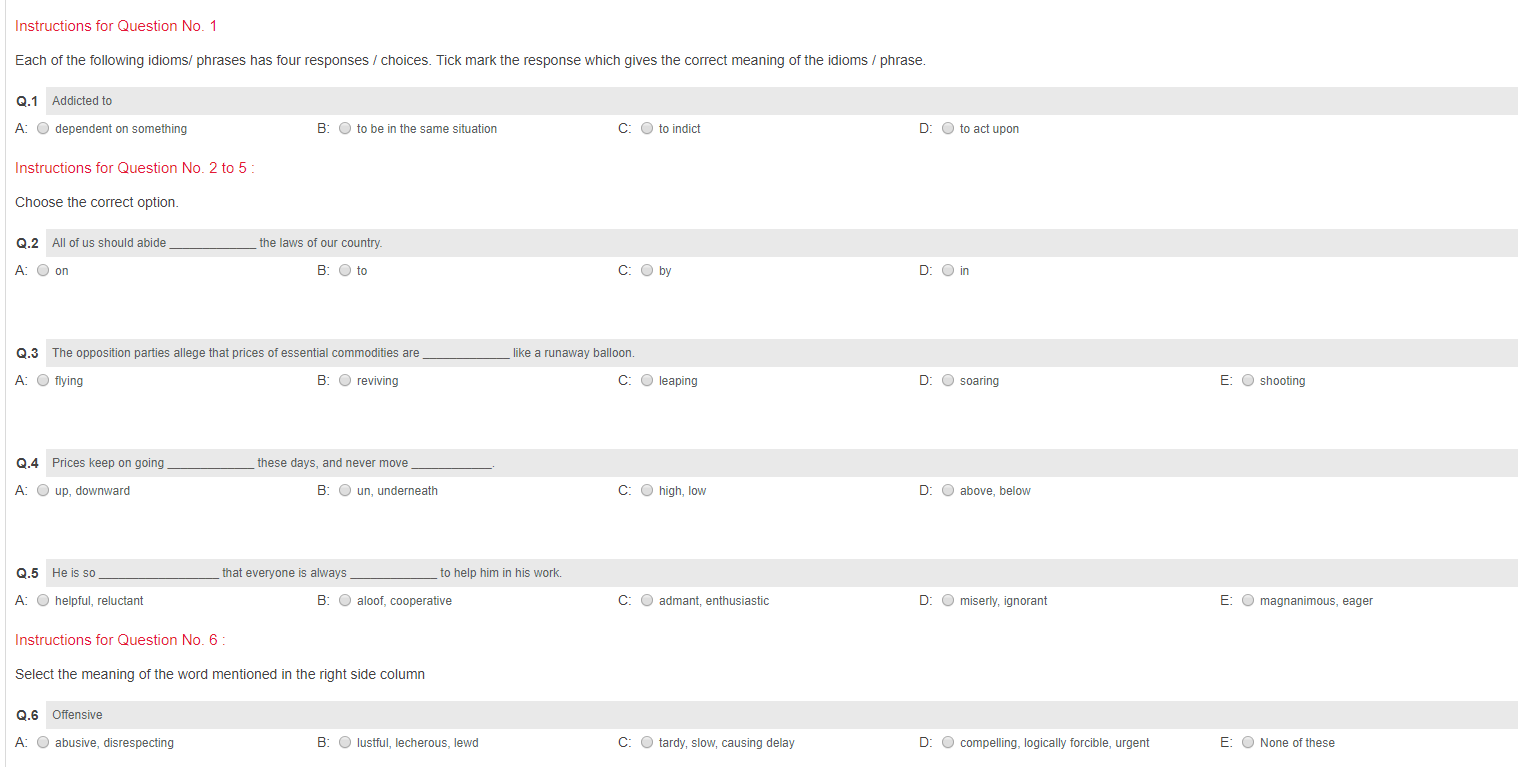 Instructions for Question No. 1
Each of the following idioms/ phrases has four responses / choices. Tick mark the response which gives the correct meaning of the idioms / phrase.
Q.1 Addicted to
A: dependent on something B: to be in the same situation C: to indict D: to act upon
Instructions for Question No. 2 to 5 :
Choose the correct option.
Q.2 All of us should abide _____________ the laws of our country.
A: on B: to C: by D: in
Q.3 The opposition parties allege that prices of essential commodities are _____________ like a runaway balloon.
A: flying B: reviving C: leaping D: soaring E: shooting
Q.4 Prices keep on going _____________ these days, and never move ____________.
A: up, downward B: un, underneath C: high, low D: above, below
Q.5 He is so __________________ that everyone is always _____________ to help him in his work.
A: helpful, reluctant B: aloof, cooperative C: admant, enthusiastic D: miserly, ignorant E: magnanimous, eager
Instructions for Question No. 6 :
Select the meaning of the word mentioned in the right side column
Q.6 Offensive
A: abusive, disrespecting B: lustful, lecherous, lewd C: tardy, slow, causing delay D: compelling, logically forcible, urgent E: None of these